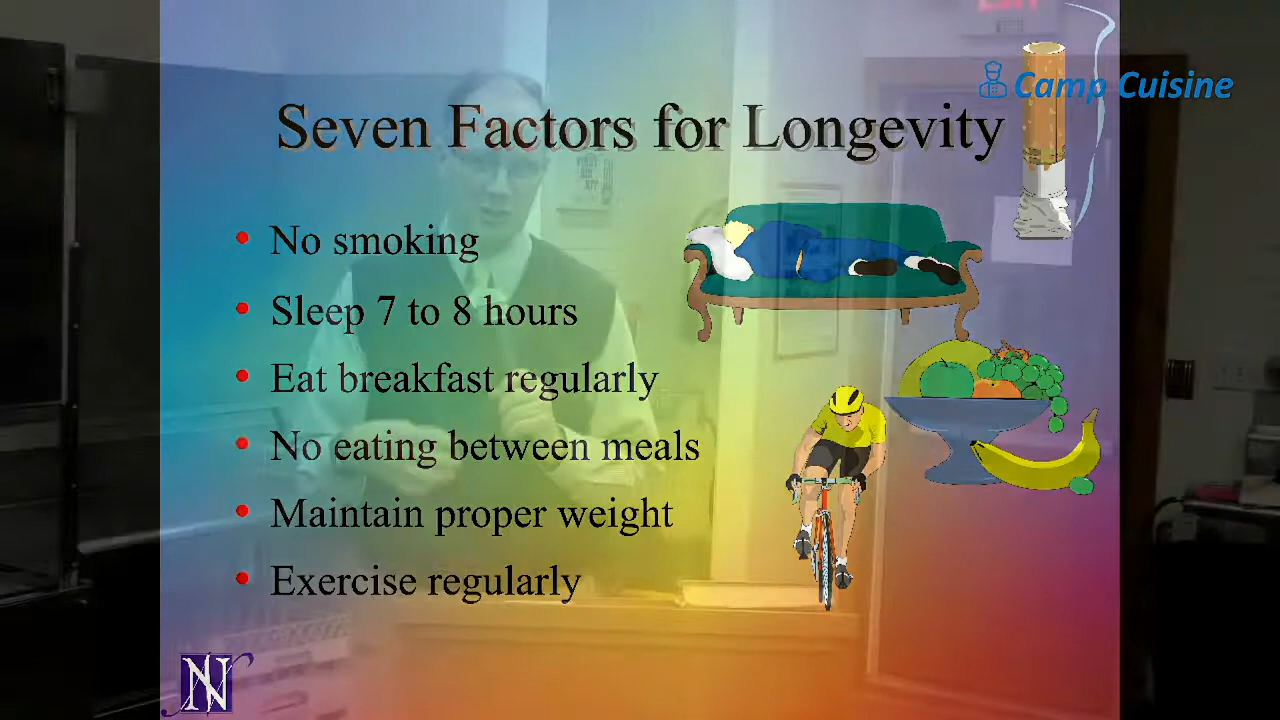 EXIT
Camp Cuisine
Seven Factors for Longevity
No smoking
Sleep 7 to 8 hours
Eat breakfast regularly
No eating between meals
Maintain proper weight
Exercise regularly
N